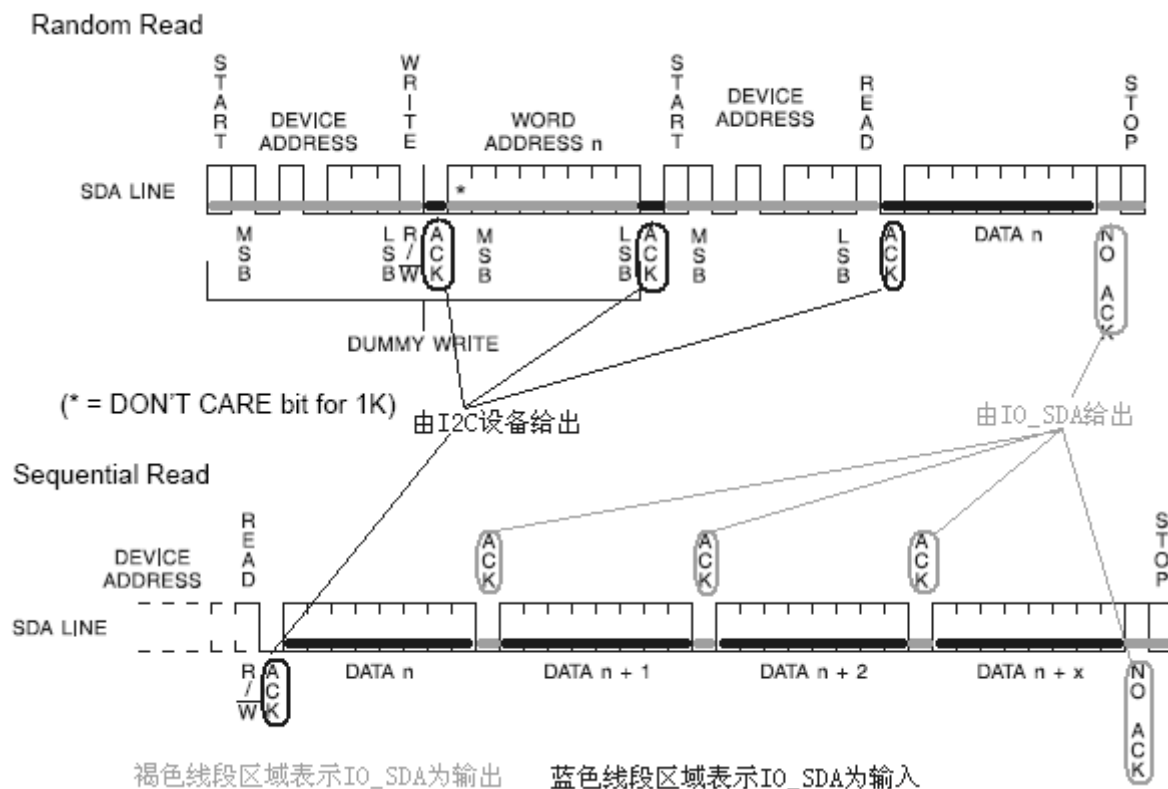 Random Read
START
DEVICE
ADDRESS
WRITE
WORD
ADDRESS n
START
DEVICE
ADDRESS
READ
STOP
SDA LINE
*
MSB
LSB
R/W
ACK
MSB
LSB
ACK
MSB
LSB
ACK
DATA n
NO ACK
DUMMY WRITE
(* = DON'T CARE bit for 1K)
由I2C设备给出
由IO_SDA给出
Sequential Read
DEVICE
ADDRESS
READ
ACK
ACK
ACK
STOP
SDA LINE
R/W
ACK
DATA n
DATA n + 1
DATA n + 2
DATA n + x
NO ACK
褐色线段区域表示IO_SDA为输出
蓝色线段区域表示IO_SDA为输入